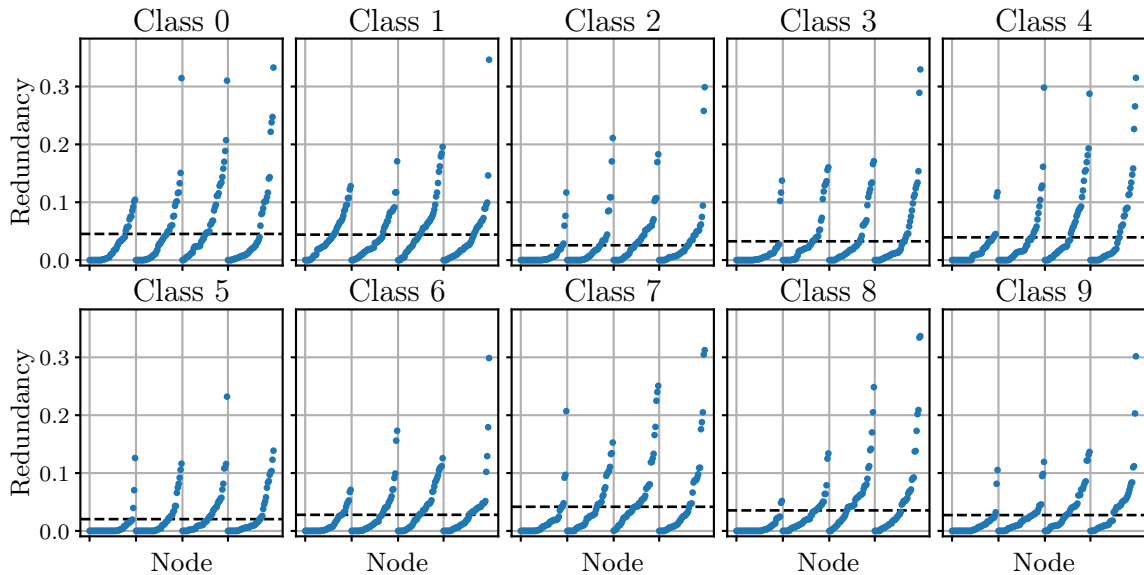 Class 0 Class 1 Class 2 Class 3 Class 4
Redundancy
0.3
0.2
0.1
0.0
Class 5 Class 6 Class 7 Class 8 Class 9
Redundancy
0.3
0.2
0.1
0.0
Node Node Node Node Node